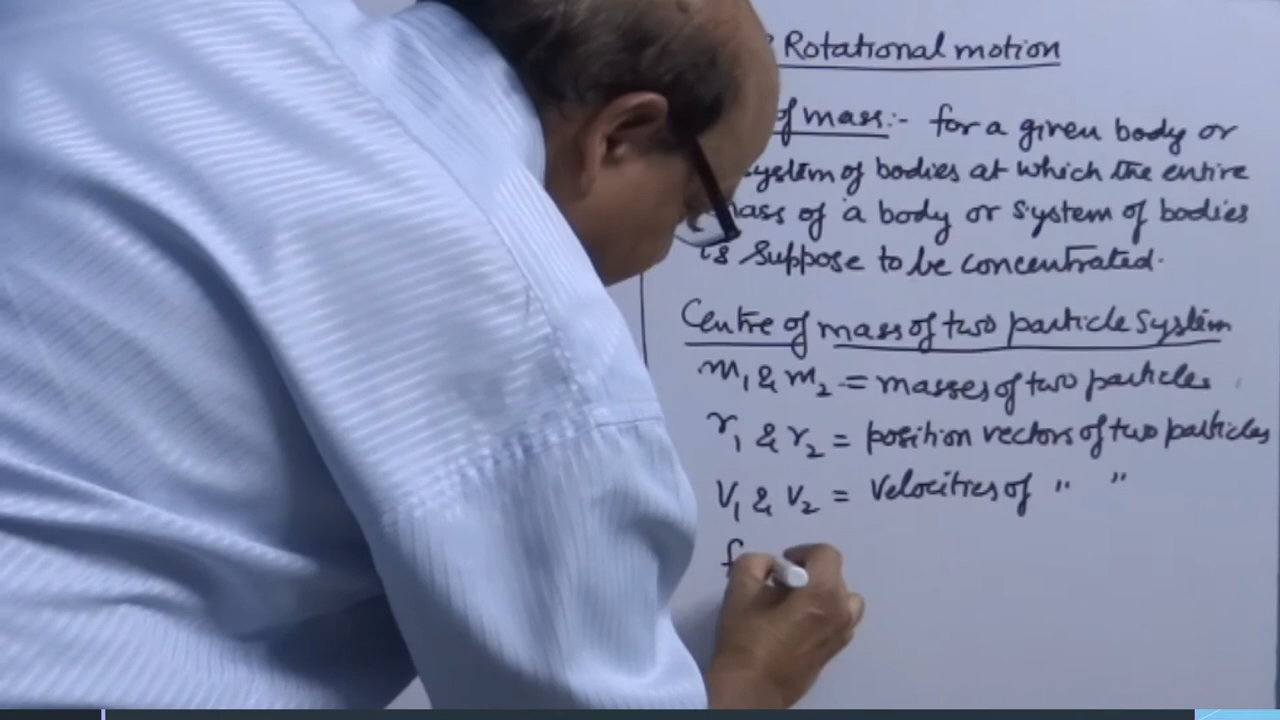 Rotational motion
of mass:- for a given body or
system of bodies at which the entire
mass of a body or system of bodies
is suppose to be concentrated.
Centre of mass of two particle system
m₁ & m₂ = masses of two particles
r₁ & r₂ = position vectors of two particles
V₁ & V₂ = Velocities of " "
f